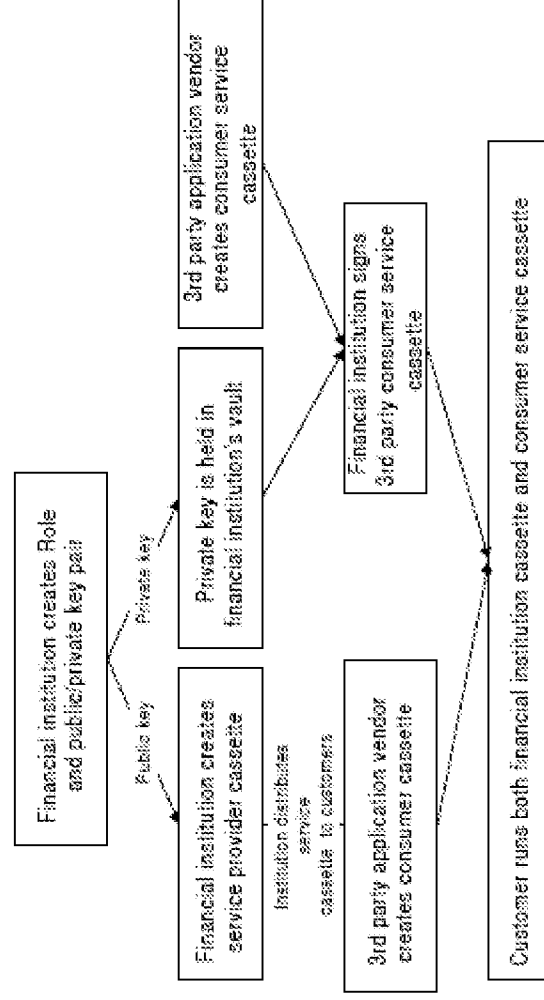 Financial institution creates Role
and public/private key pair
Public key
Private key
Financial institution creates
service provider cassette
Private key is held in
financial institution's vault
3rd party application vendor
creates consumer service
cassette
Institution distributes
service
cassette to customers
3rd party application vendor
creates consumer cassette
Financial institution signs
3rd party consumer service
cassette
Customer runs both financial institution cassette and consumer service cassette